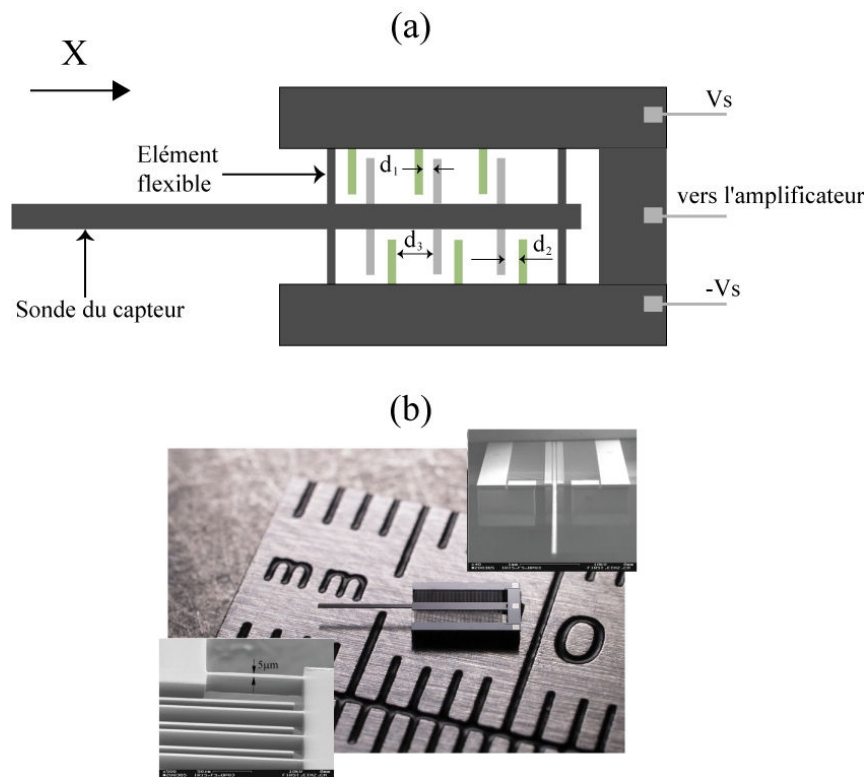 (a)
X
Vs
Elément
flexible
d₁
vers l'amplificateur
d₃
d₂
Sonde du capteur
-Vs
(b)
mm
0
5μm